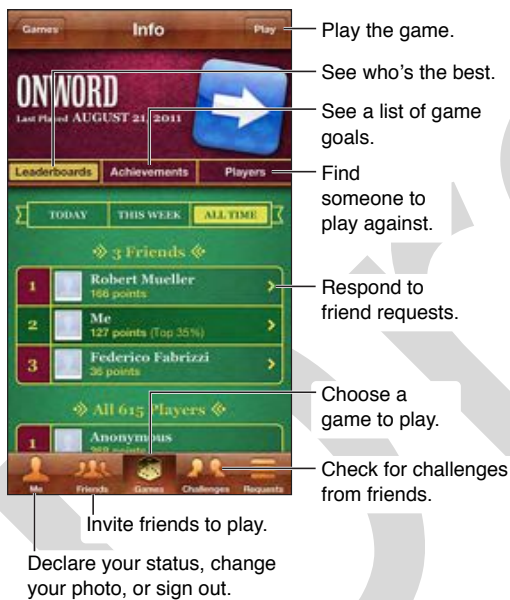 Games Info Play
Play the game.
See who's the best.
ONWORD
Last Played AUGUST 21, 2011
See a list of game
goals.
Leaderboards Achievements Players
Find
someone to
play against.
TODAY THIS WEEK ALL TIME
3 Friends
1 Robert Mueller
166 points
Respond to
friend requests.
2 Me
127 points (Top 35%)
3 Federico Fabrizzi
36 points
Choose a
game to play.
All 615 Players
1 Anonymous
points
Check for challenges
from friends.
Me Friends Games Challenges Requests
Invite friends to play.
Declare your status, change
your photo, or sign out.